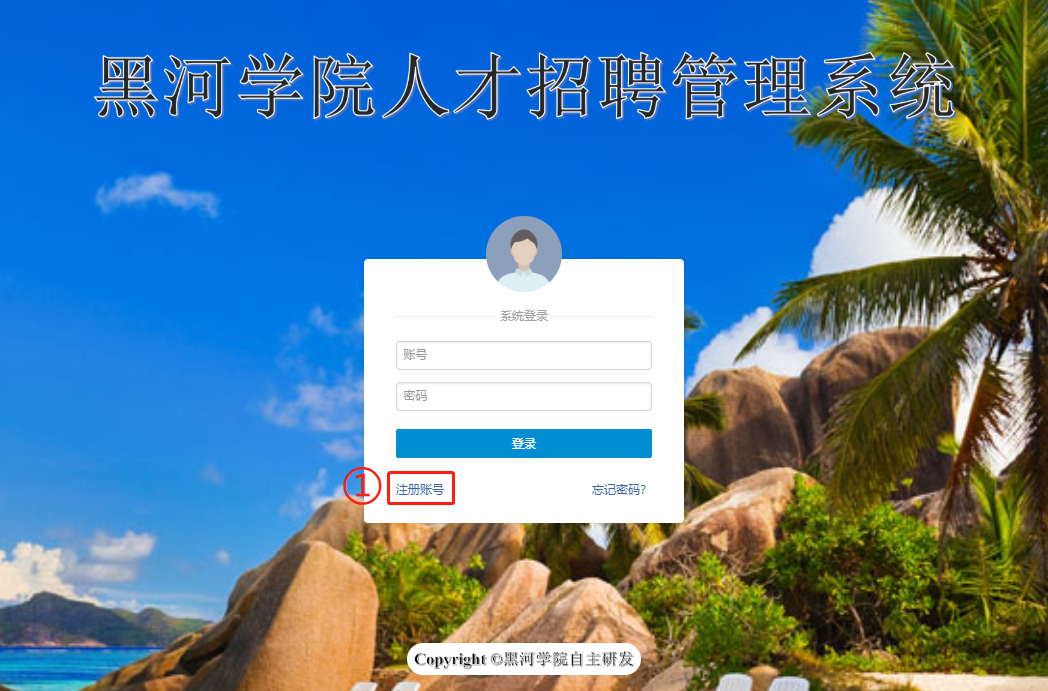 黑河学院人才招聘管理系统
系统登录
账号
密码
登录
① 注册账号 忘记密码?
Copyright ©黑河学院自主研发